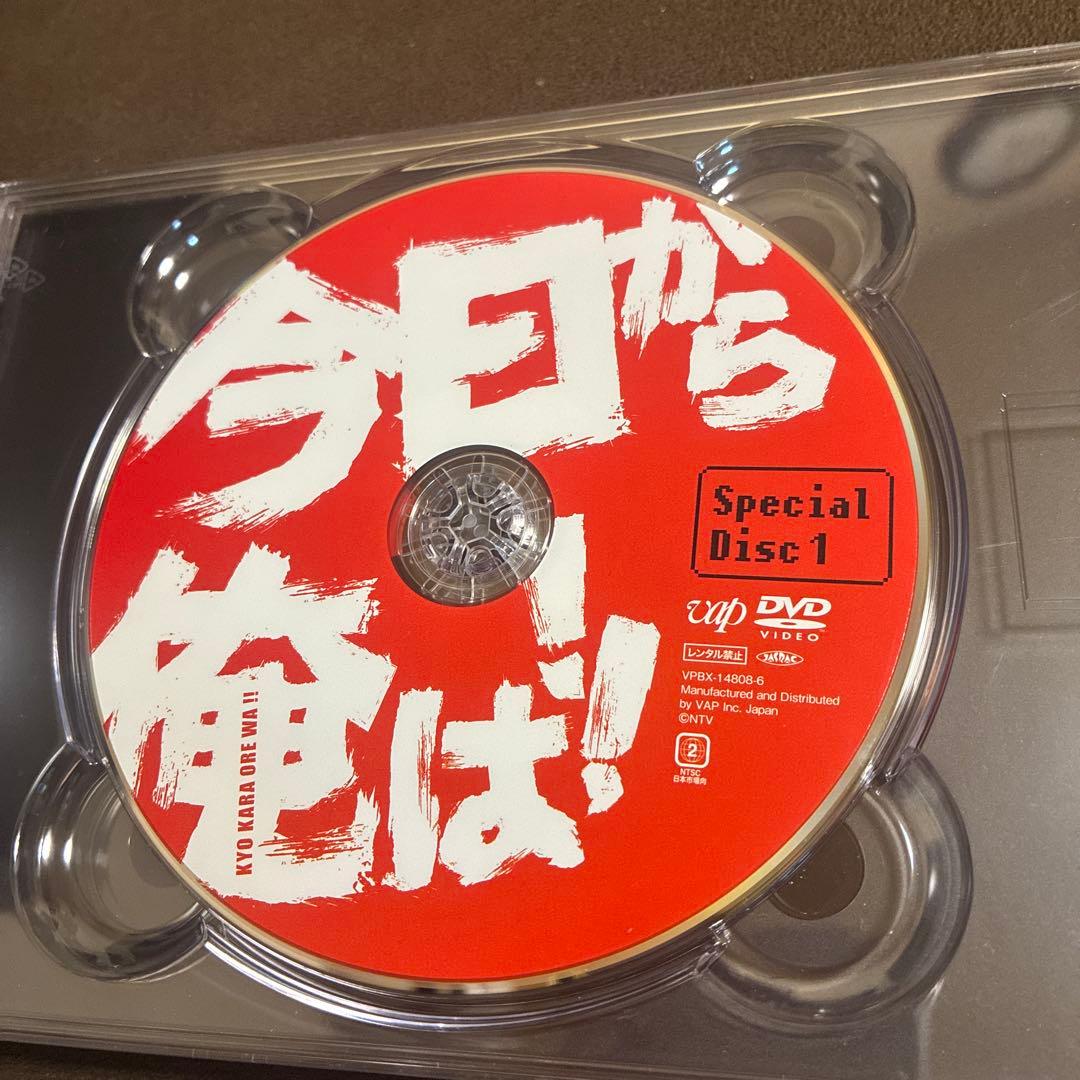 今日から
俺は!!
KYO KARA ORE WA !!
Special
Disc 1
vap
DVD
VIDEO
レンタル禁止
VPBX-14808-6
Manufactured and Distributed
by VAP Inc. Japan
©NTV
2
NTSC
日本市場向